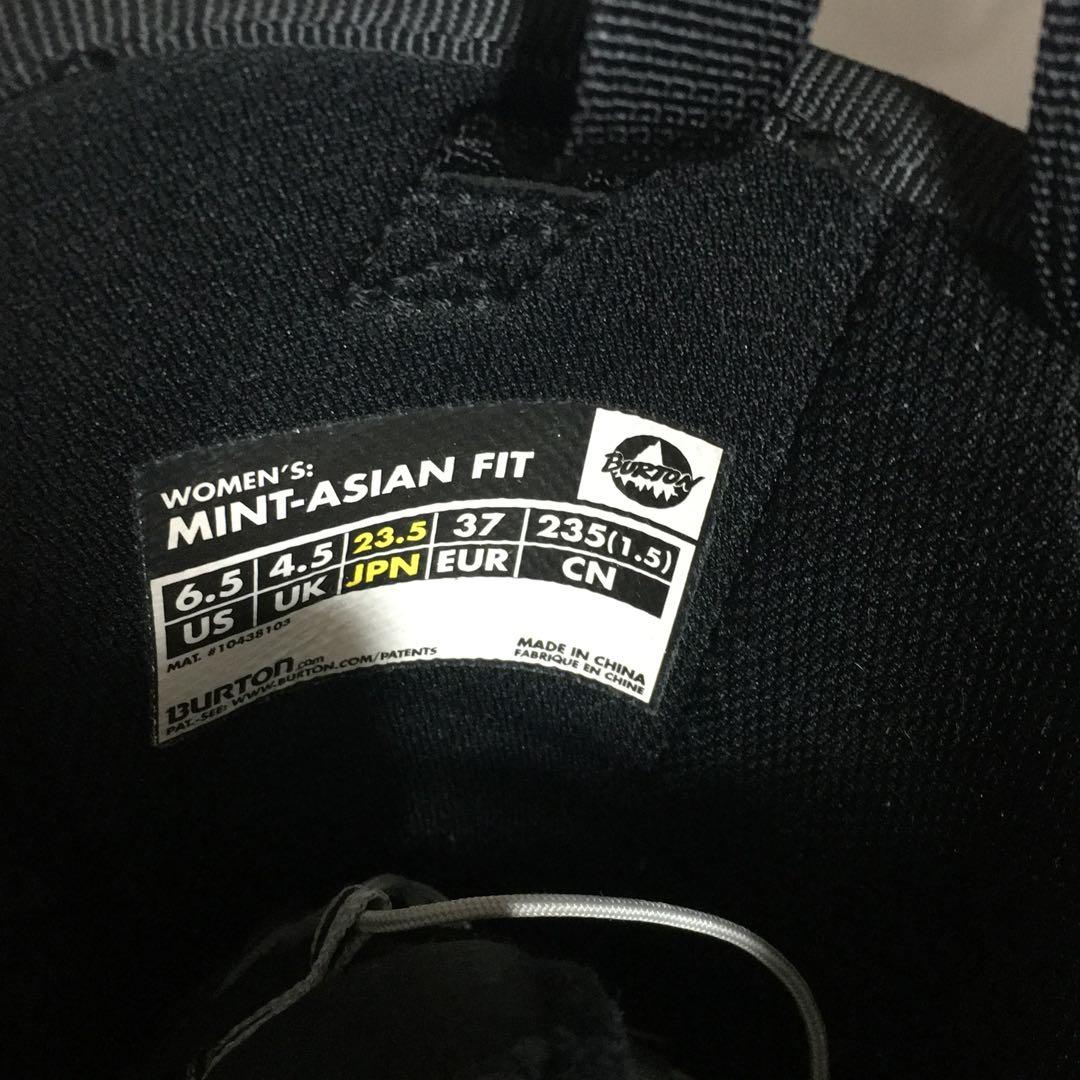 WOMEN'S:
MINT-ASIAN FIT
BURTON
6.5 4.5 23.5 37 235(1.5)
US UK JPN EUR CN
MAT. #10438103
BURTON.com
PAT.-SEE: WWW.BURTON.COM/PATENTS
MADE IN CHINA
FABRIQUE EN CHINE